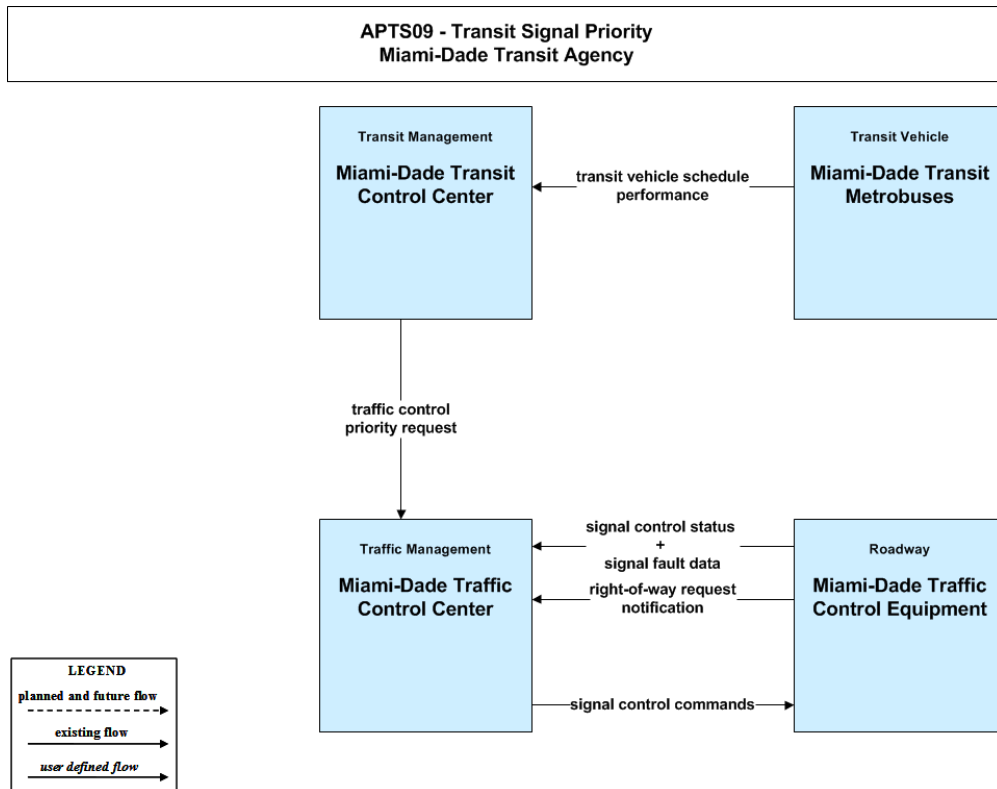 APTS09 - Transit Signal Priority
Miami-Dade Transit Agency
Transit Management
Miami-Dade Transit
Control Center
transit vehicle schedule
performance
Transit Vehicle
Miami-Dade Transit
Metrobuses
traffic control
priority request
Traffic Management
Miami-Dade Traffic
Control Center
signal control status
+
signal fault data
right-of-way request
notification
signal control commands
Roadway
Miami-Dade Traffic
Control Equipment
LEGEND
planned and future flow
existing flow
user defined flow